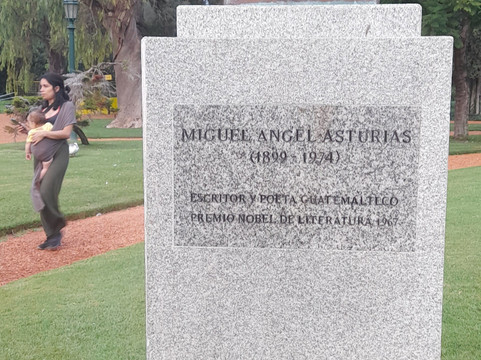 MIGUEL ANGEL ASTURIAS
(1899 - 1974)
ESCRITOR Y POETA GUATEMALTECO
PREMIO NOBEL DE LITERATURA 1967